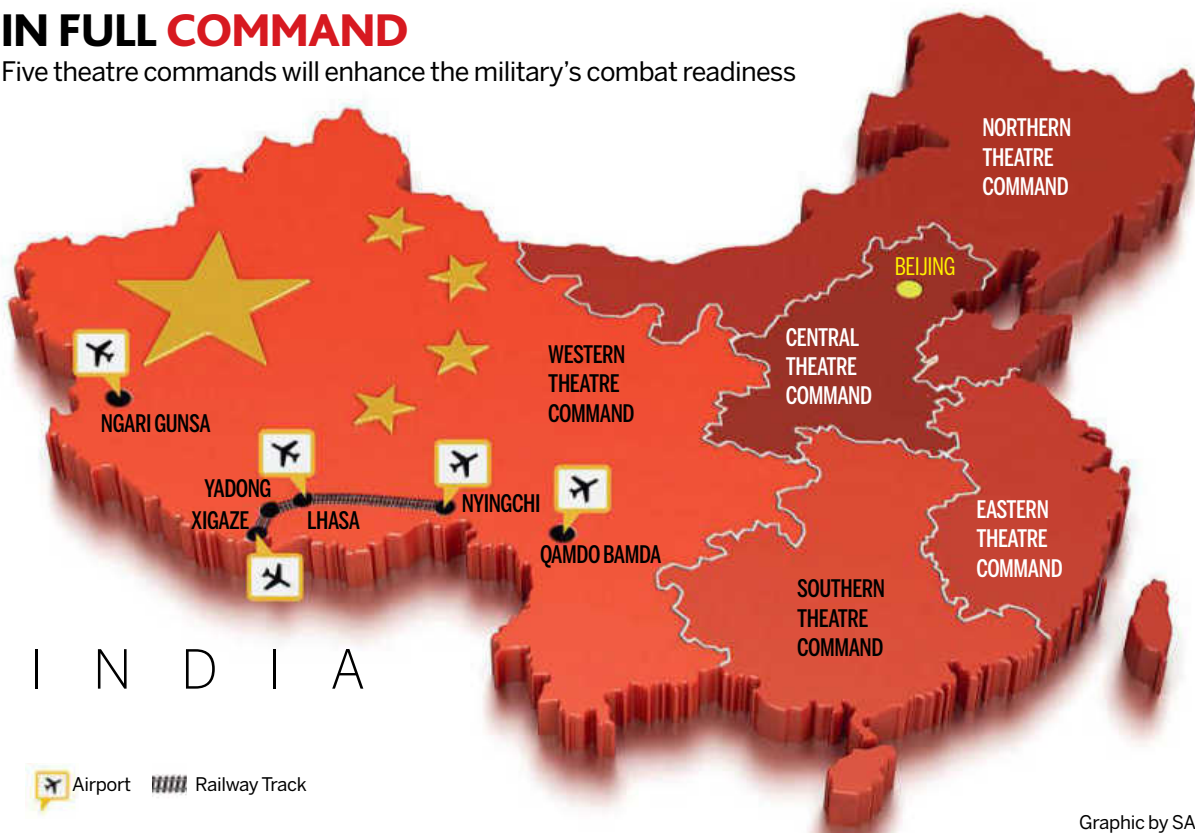 IN FULL COMMAND
Five theatre commands will enhance the military's combat readiness
NORTHERN
THEATRE
COMMAND
BEIJING
CENTRAL
THEATRE
COMMAND
WESTERN
THEATRE
COMMAND
NGARI GUNSA
YADONG
XIGAZE
LHASA
NYINGCHI
QAMDO BAMDA
EASTERN
THEATRE
COMMAND
SOUTHERN
THEATRE
COMMAND
INDIA
Airport Railway Track
Graphic by SA